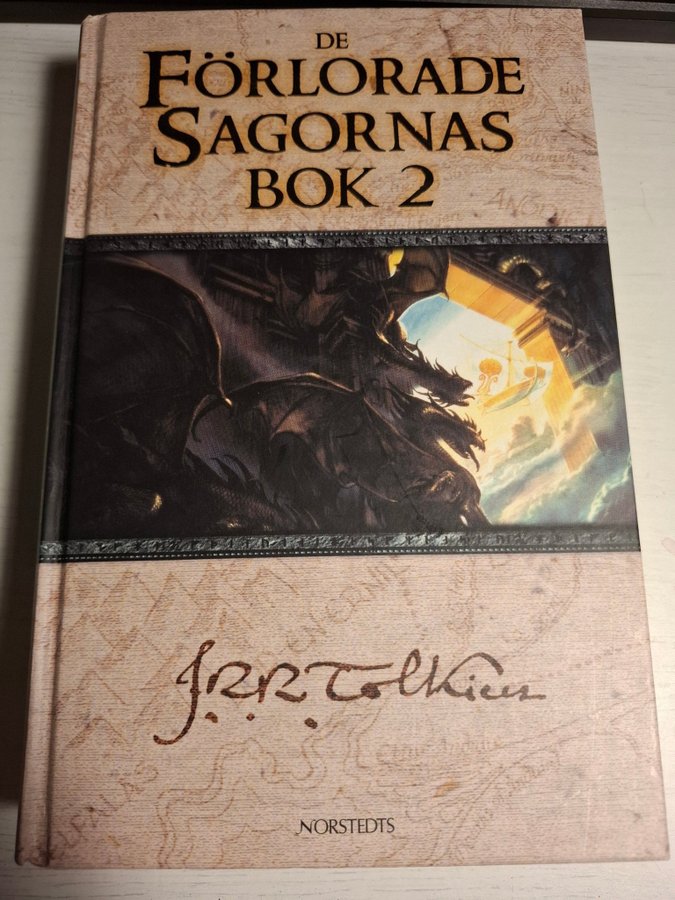 DE
FÖRLORADE
SAGORNAS
BOK 2
J.R.R. Tolkien
NORSTEDTS